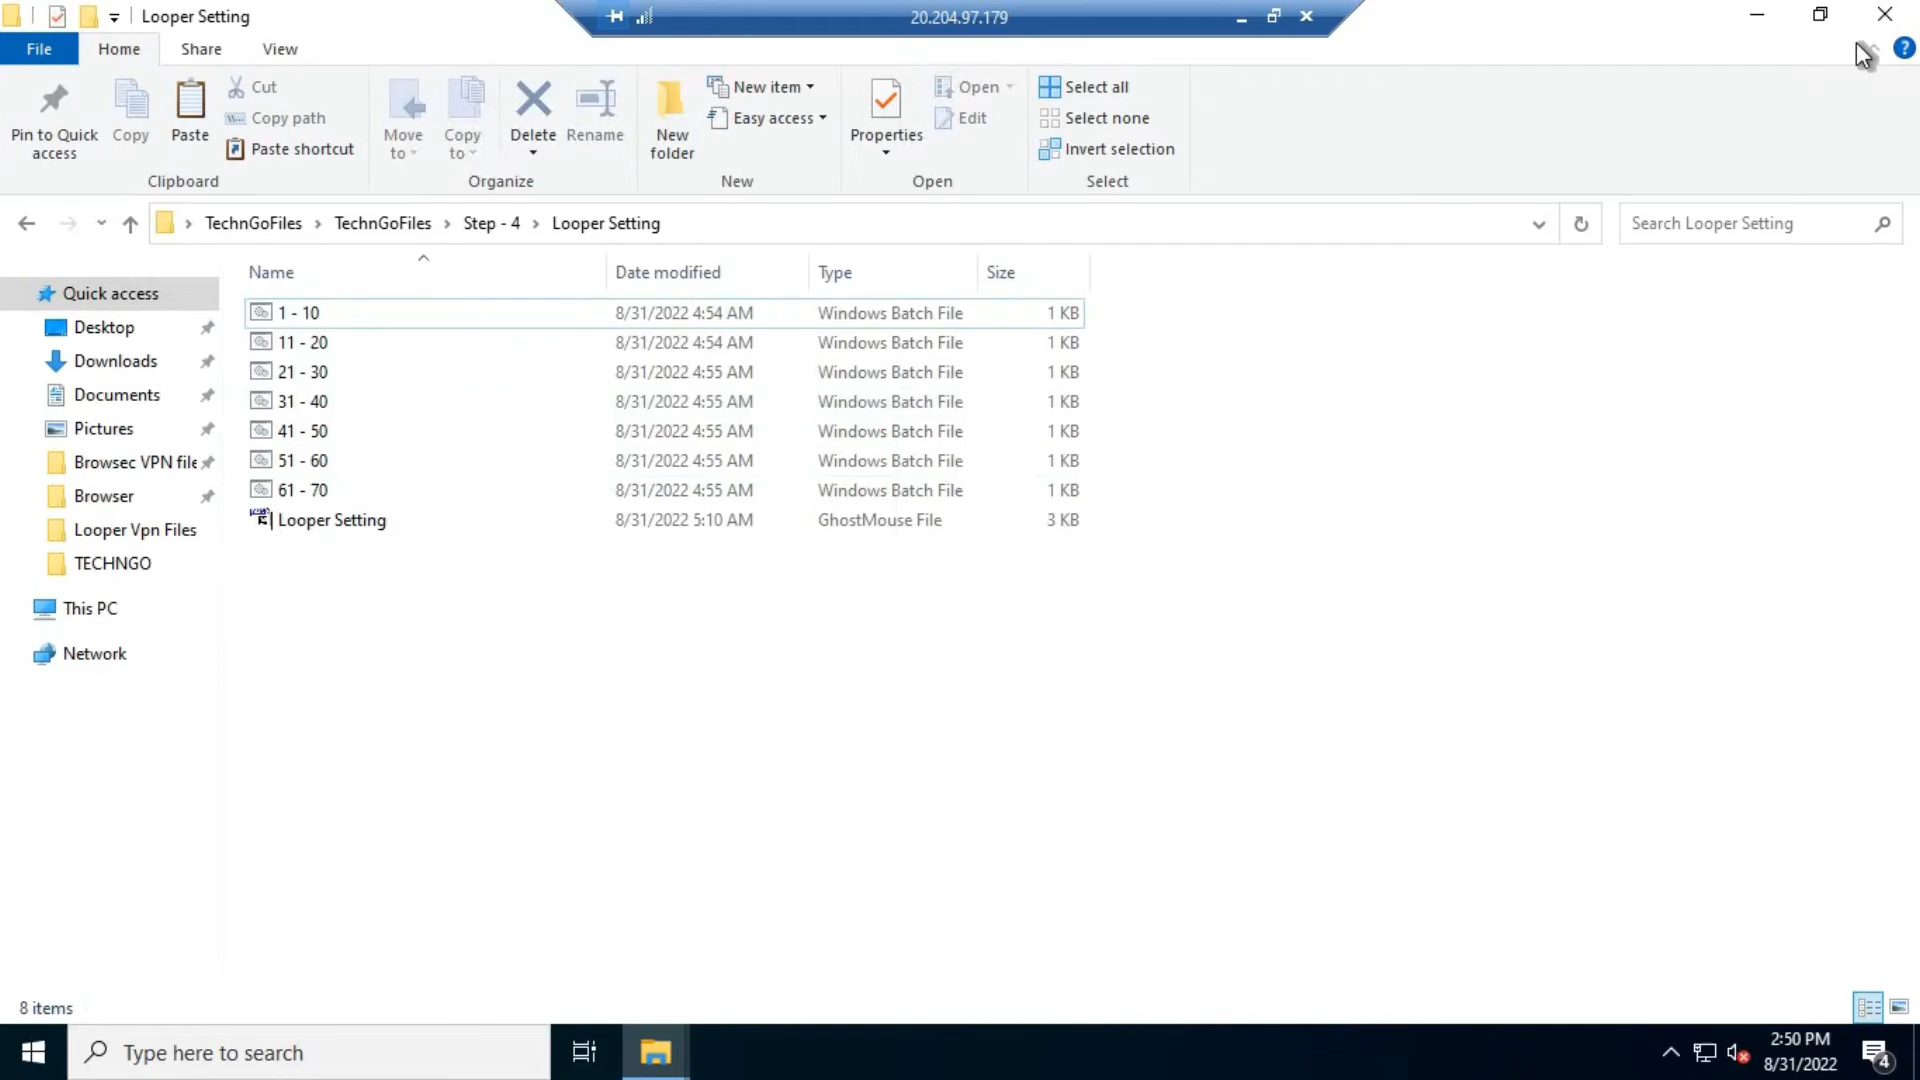 Looper Setting
20.204.97.179
File Home Share View
Pin to Quick access
Copy
Paste
Cut
Copy path
Paste shortcut
Clipboard
Move to
Copy to
Delete
Rename
Organize
New folder
New item
Easy access
New
Properties
Open
Edit
Open
Select all
Select none
Invert selection
Select
TechnGoFiles > TechnGoFiles > Step - 4 > Looper Setting
Search Looper Setting
Name Date modified Type Size
Quick access
Desktop
Downloads
Documents
Pictures
Browsec VPN file
Browser
Looper Vpn Files
TECHNGO
This PC
Network
1 - 10 8/31/2022 4:54 AM Windows Batch File 1 KB
11 - 20 8/31/2022 4:54 AM Windows Batch File 1 KB
21 - 30 8/31/2022 4:55 AM Windows Batch File 1 KB
31 - 40 8/31/2022 4:55 AM Windows Batch File 1 KB
41 - 50 8/31/2022 4:55 AM Windows Batch File 1 KB
51 - 60 8/31/2022 4:55 AM Windows Batch File 1 KB
61 - 70 8/31/2022 4:55 AM Windows Batch File 1 KB
Looper Setting 8/31/2022 5:10 AM GhostMouse File 3 KB
8 items
Type here to search
2:50 PM
8/31/2022
4